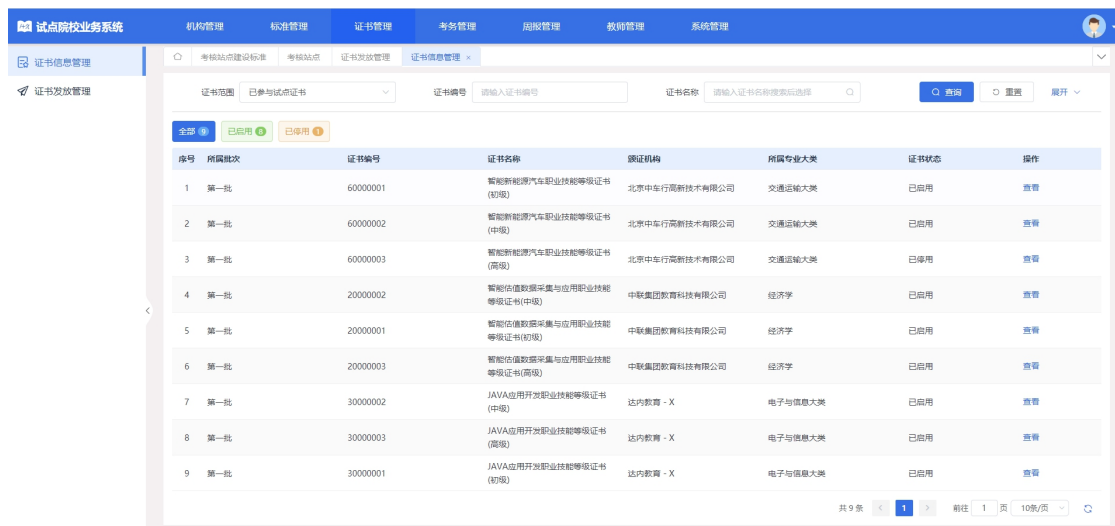 试点院校业务系统 机构管理 标准管理 证书管理 考务管理 周报管理 教师管理 系统管理
证书信息管理 考核站点建设标准 考核站点 证书发放管理 证书信息管理 ×
证书发放管理
证书范围 已参与试点证书 证书编号 请输入证书编号 证书名称 请输入证书名称搜索后选择 查询 重置 展开
全部 9 已启用 8 已停用 1
序号 所属批次 证书编号 证书名称 颁证机构 所属专业大类 证书状态 操作
1 第一批 60000001 智能新能源汽车职业技能等级证书 北京中车行高新技术有限公司 交通运输大类 已启用 查看
(初级)
2 第一批 60000002 智能新能源汽车职业技能等级证书 北京中车行高新技术有限公司 交通运输大类 已启用 查看
(中级)
3 第一批 60000003 智能新能源汽车职业技能等级证书 北京中车行高新技术有限公司 交通运输大类 已停用 查看
(高级)
4 第一批 20000002 智能估值数据采集与应用职业技能 中联集团教育科技有限公司 经济学 已启用 查看
等级证书(中级)
5 第一批 20000001 智能估值数据采集与应用职业技能 中联集团教育科技有限公司 经济学 已启用 查看
等级证书(初级)
6 第一批 20000003 智能估值数据采集与应用职业技能 中联集团教育科技有限公司 经济学 已启用 查看
等级证书(高级)
7 第一批 30000002 JAVA应用开发职业技能等级证书 达内教育 - X 电子与信息大类 已启用 查看
(中级)
8 第一批 30000003 JAVA应用开发职业技能等级证书 达内教育 - X 电子与信息大类 已启用 查看
(高级)
9 第一批 30000001 JAVA应用开发职业技能等级证书 达内教育 - X 电子与信息大类 已启用 查看
(初级)
共 9 条 < 1 > 前往 1 页 10条/页